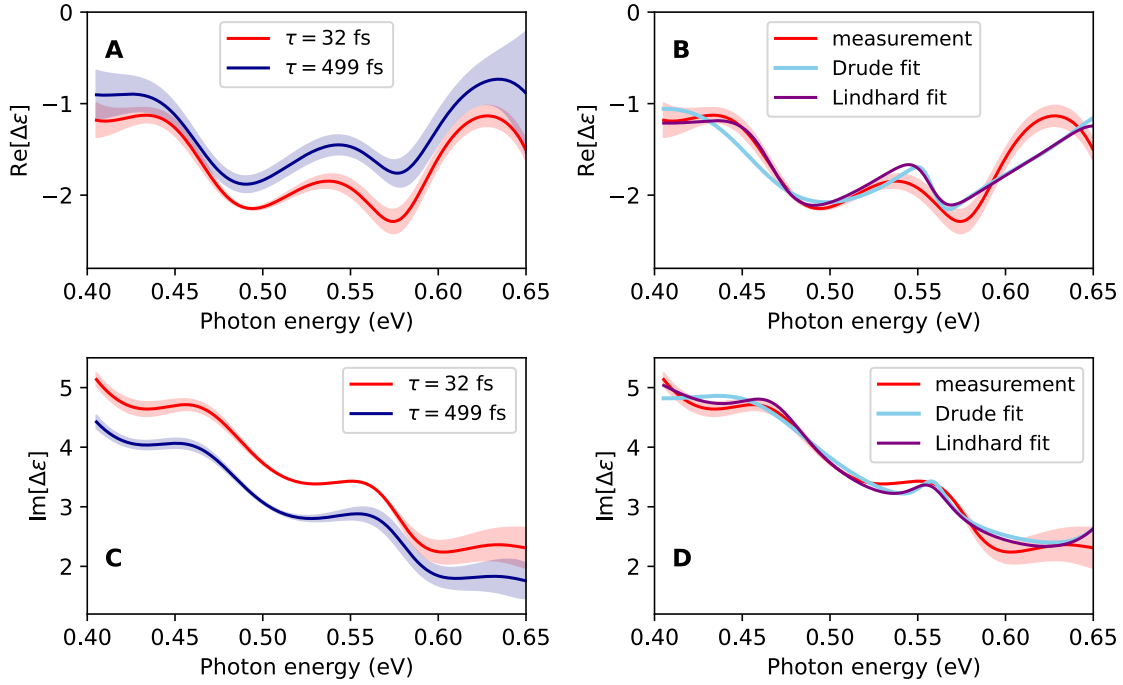 A
τ = 32 fs
τ = 499 fs
Re[Δε]
0
−1
−2
0.40 0.45 0.50 0.55 0.60 0.65
Photon energy (eV)
B
measurement
Drude fit
Lindhard fit
Re[Δε]
0
−1
−2
0.40 0.45 0.50 0.55 0.60 0.65
Photon energy (eV)
τ = 32 fs
τ = 499 fs
C
Im[Δε]
5
4
3
2
0.40 0.45 0.50 0.55 0.60 0.65
Photon energy (eV)
measurement
Drude fit
Lindhard fit
D
Im[Δε]
5
4
3
2
0.40 0.45 0.50 0.55 0.60 0.65
Photon energy (eV)